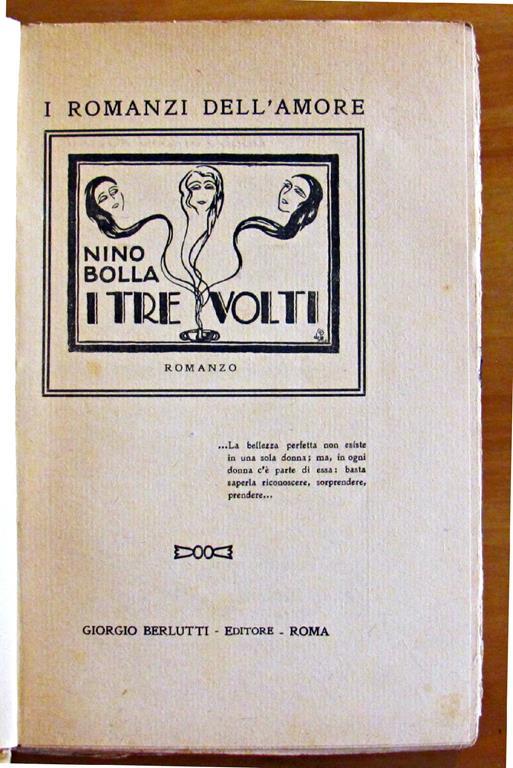 I ROMANZI DELL'AMORE
NINO
BOLLA
I TRE VOLTI
ROMANZO
...La bellezza perfetta non esiste
in una sola donna; ma, in ogni
donna c'è parte di essa: basta
saperla riconoscere, sorprendere,
prendere...
GIORGIO BERLUTTI - EDITORE - ROMA